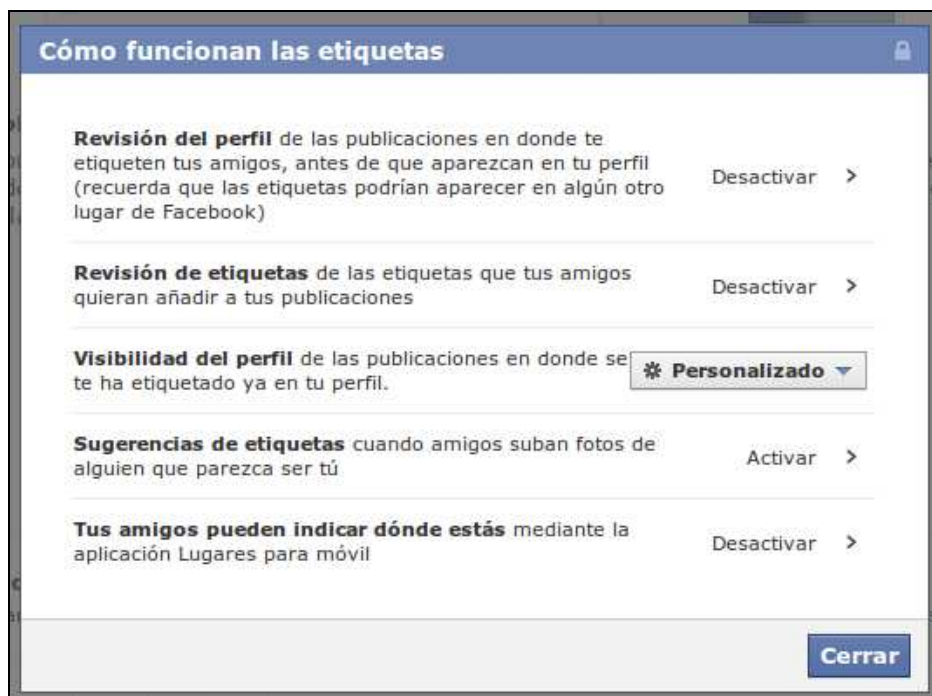 Cómo funcionan las etiquetas
Revisión del perfil de las publicaciones en donde te
etiqueten tus amigos, antes de que aparezcan en tu perfil
(recuerda que las etiquetas podrían aparecer en algún otro
lugar de Facebook)
Desactivar >
Revisión de etiquetas de las etiquetas que tus amigos
quieran añadir a tus publicaciones
Desactivar >
Visibilidad del perfil de las publicaciones en donde se
te ha etiquetado ya en tu perfil.
Personalizado
Sugerencias de etiquetas cuando amigos suban fotos de
alguien que parezca ser tú
Activar >
Tus amigos pueden indicar dónde estás mediante la
aplicación Lugares para móvil
Desactivar >
Cerrar